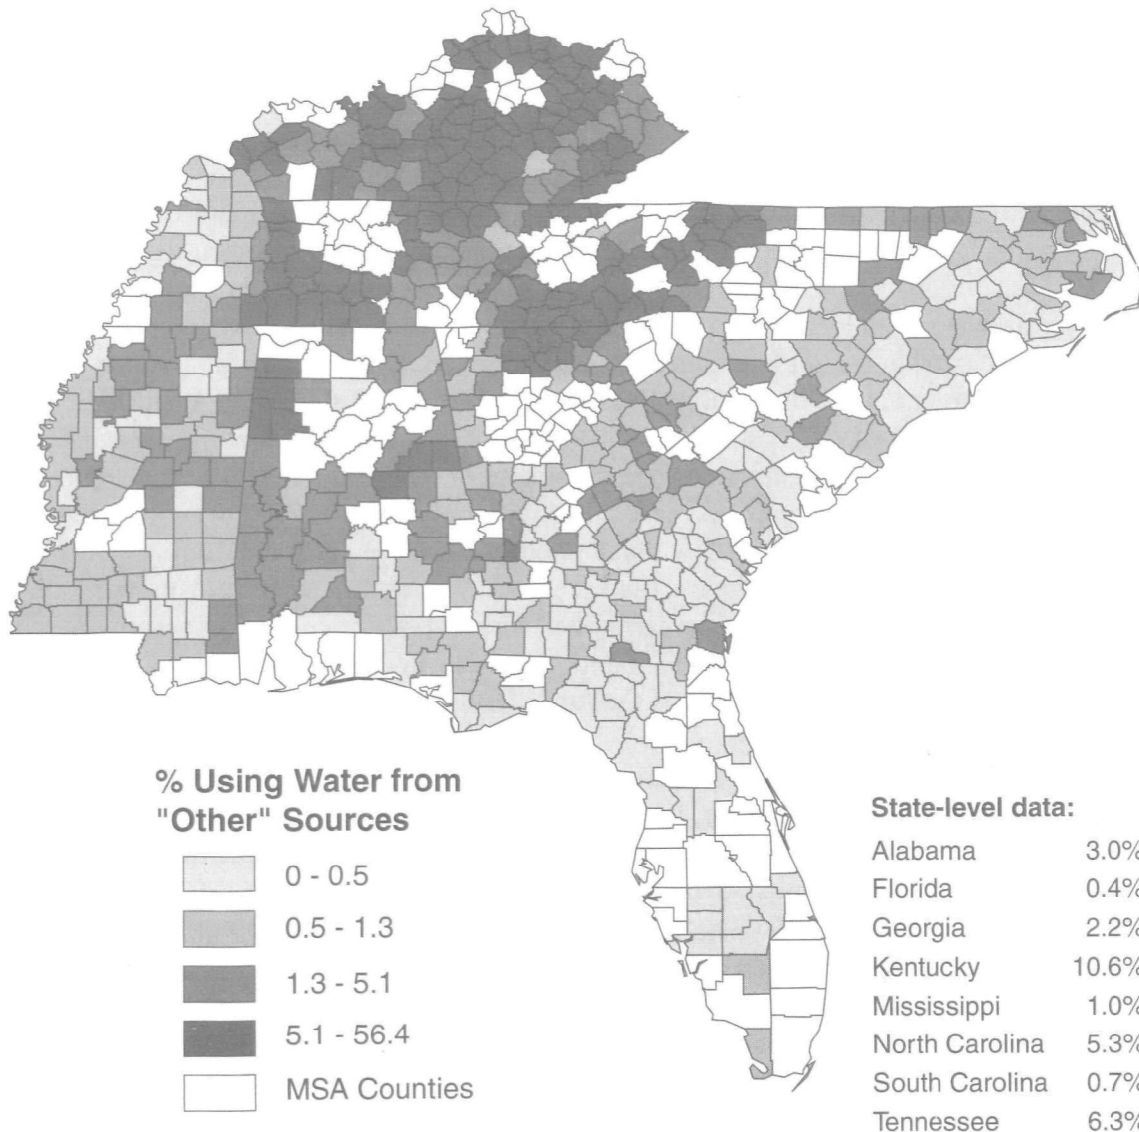 % Using Water from
"Other" Sources
0 - 0.5
0.5 - 1.3
1.3 - 5.1
5.1 - 56.4
MSA Counties
State-level data:
Alabama 3.0%
Florida 0.4%
Georgia 2.2%
Kentucky 10.6%
Mississippi 1.0%
North Carolina 5.3%
South Carolina 0.7%
Tennessee 6.3%